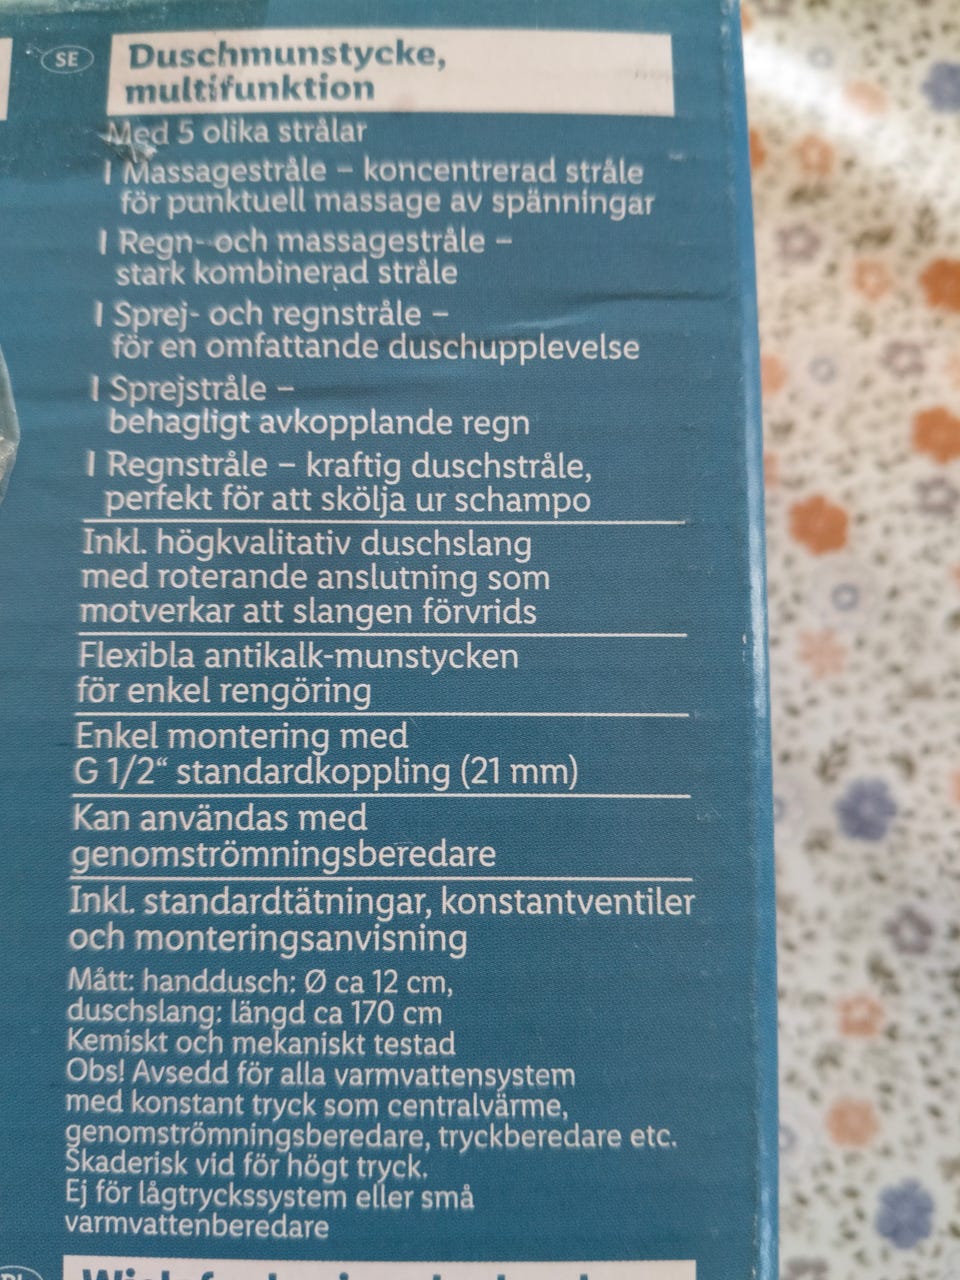 SE
Duschmunstycke,
multifunktion
Med 5 olika strålar
I Massagestråle – koncentrerad stråle
för punktuell massage av spänningar
I Regn- och massagestråle –
stark kombinerad stråle
I Sprej- och regnstråle –
för en omfattande duschupplevelse
I Sprejstråle –
behagligt avkopplande regn
I Regnstråle – kraftig duschstråle,
perfekt för att skölja ur schampo
Inkl. högkvalitativ duschslang
med roterande anslutning som
motverkar att slangen förvrids
Flexibla antikalk-munstycken
för enkel rengöring
Enkel montering med
G 1/2“ standardkoppling (21 mm)
Kan användas med
genomströmningsberedare
Inkl. standardtätningar, konstantventiler
och monteringsanvisning
Mått: handdusch: Ø ca 12 cm,
duschslang: längd ca 170 cm
Kemiskt och mekaniskt testad
Obs! Avsedd för alla varmvattensystem
med konstant tryck som centralvärme,
genomströmningsberedare, tryckberedare etc.
Skaderisk vid för högt tryck.
Ej för lågtryckssystem eller små
varmvattenberedare